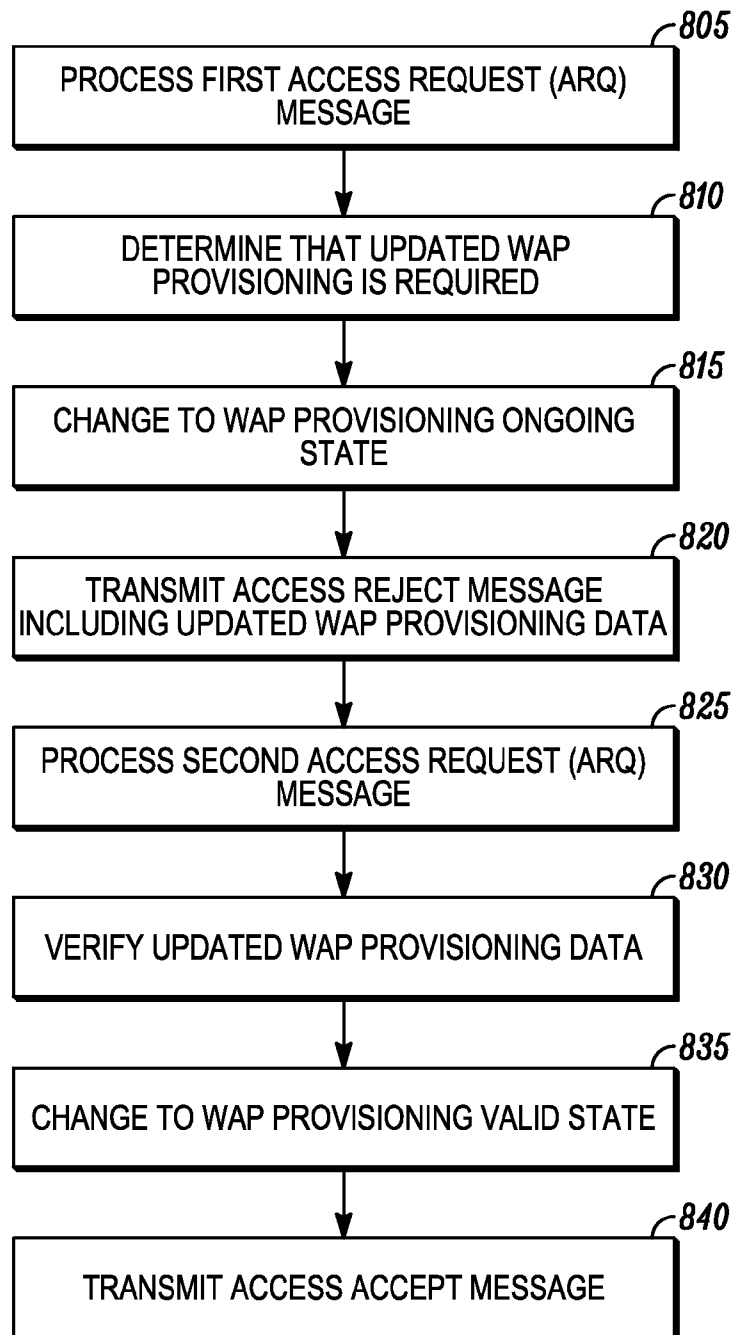 805
PROCESS FIRST ACCESS REQUEST (ARQ)
MESSAGE
810
DETERMINE THAT UPDATED WAP
PROVISIONING IS REQUIRED
815
CHANGE TO WAP PROVISIONING ONGOING
STATE
820
TRANSMIT ACCESS REJECT MESSAGE
INCLUDING UPDATED WAP PROVISIONING DATA
825
PROCESS SECOND ACCESS REQUEST (ARQ)
MESSAGE
830
VERIFY UPDATED WAP PROVISIONING DATA
835
CHANGE TO WAP PROVISIONING VALID STATE
840
TRANSMIT ACCESS ACCEPT MESSAGE